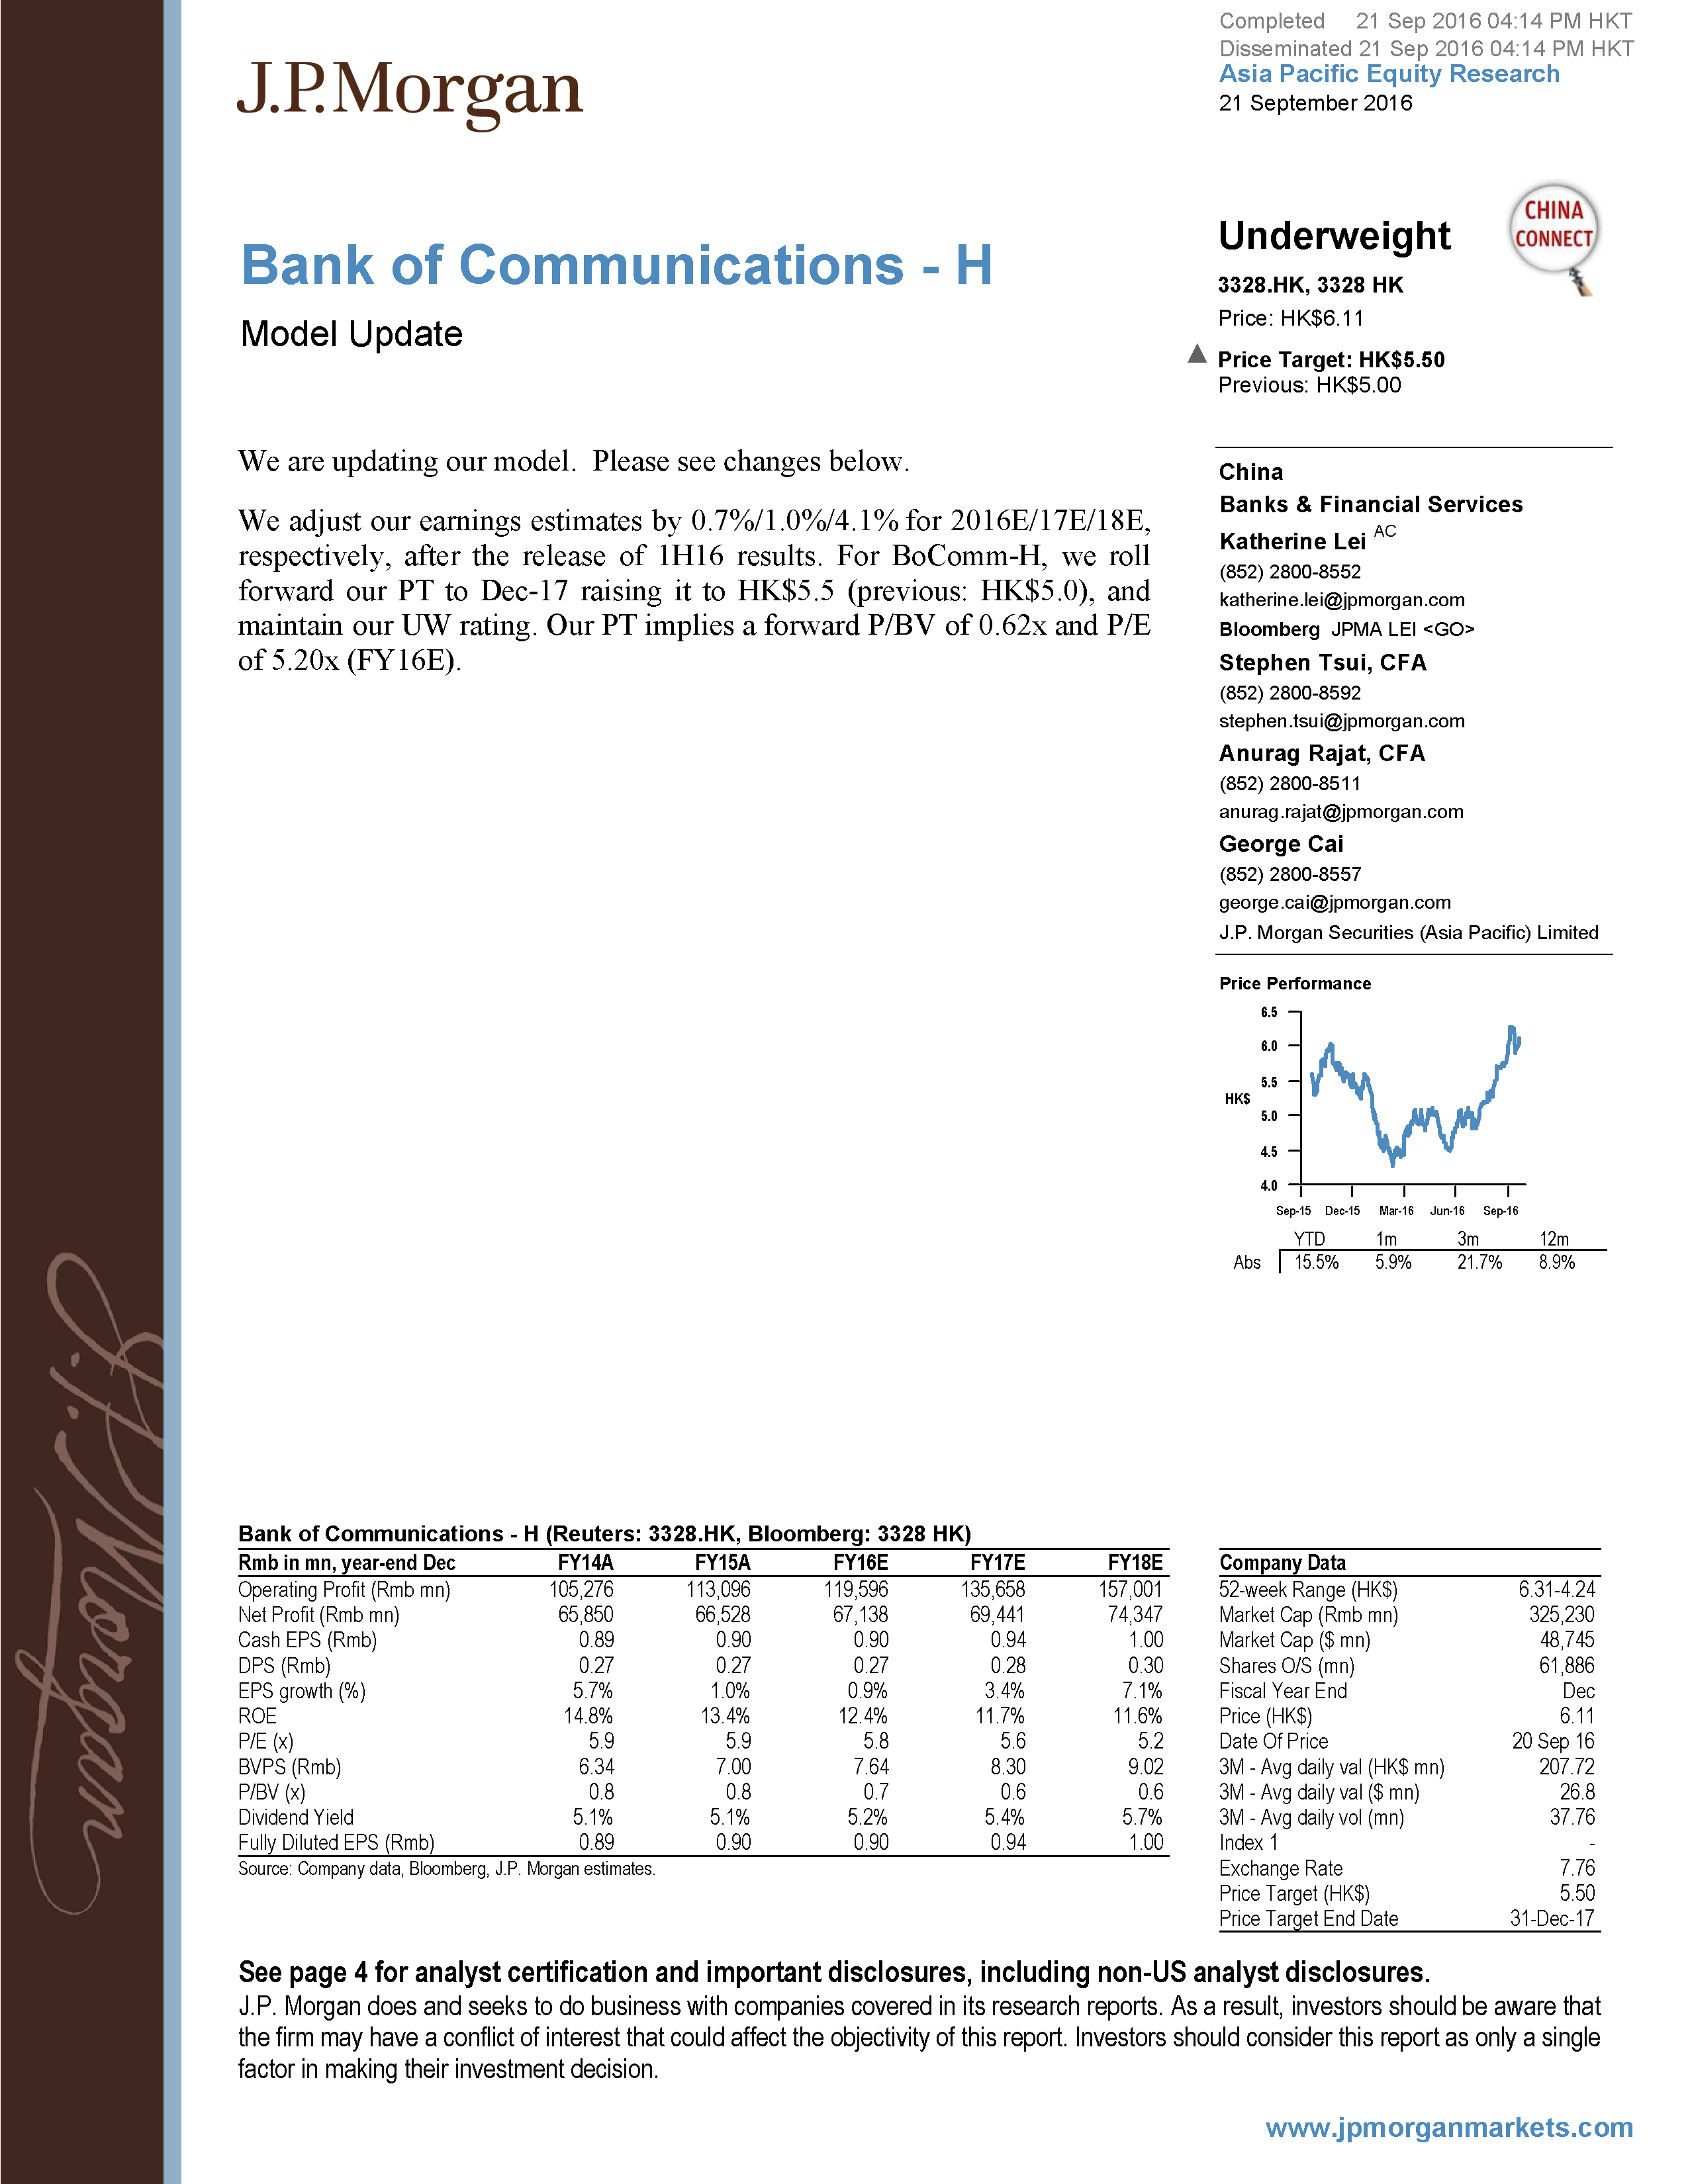 Completed 21 Sep 2016 04:14 PM HKT
Disseminated 21 Sep 2016 04:14 PM HKT
Asia Pacific Equity Research
21 September 2016
J.P.Morgan
Bank of Communications - H
Model Update
Underweight
CHINA
CONNECT
3328.HK, 3328 HK
Price: HK$6.11
▲ Price Target: HK$5.50
Previous: HK$5.00
We are updating our model. Please see changes below.
We adjust our earnings estimates by 0.7%/1.0%/4.1% for 2016E/17E/18E,
respectively, after the release of 1H16 results. For BoComm-H, we roll
forward our PT to Dec-17 raising it to HK$5.5 (previous: HK$5.0), and
maintain our UW rating. Our PT implies a forward P/BV of 0.62x and P/E
of 5.20x (FY16E).
China
Banks & Financial Services
Katherine Lei AC
(852) 2800-8552
katherine.lei@jpmorgan.com
Bloomberg JPMA LEI <GO>
Stephen Tsui, CFA
(852) 2800-8592
stephen.tsui@jpmorgan.com
Anurag Rajat, CFA
(852) 2800-8511
anurag.rajat@jpmorgan.com
George Cai
(852) 2800-8557
george.cai@jpmorgan.com
J.P. Morgan Securities (Asia Pacific) Limited
Price Performance
6.5
6.0
5.5
HK$
5.0
4.5
4.0
Sep-15 Dec-15 Mar-16 Jun-16 Sep-16
YTD 1m 3m 12m
Abs 15.5% 5.9% 21.7% 8.9%
J.P. Morgan
Bank of Communications - H (Reuters: 3328.HK, Bloomberg: 3328 HK)
Rmb in mn, year-end Dec FY14A FY15A FY16E FY17E FY18E
Operating Profit (Rmb mn) 105,276 113,096 119,596 135,658 157,001
Net Profit (Rmb mn) 65,850 66,528 67,138 69,441 74,347
Cash EPS (Rmb) 0.89 0.90 0.90 0.94 1.00
DPS (Rmb) 0.27 0.27 0.27 0.28 0.30
EPS growth (%) 5.7% 1.0% 0.9% 3.4% 7.1%
ROE 14.8% 13.4% 12.4% 11.7% 11.6%
P/E (x) 5.9 5.9 5.8 5.6 5.2
BVPS (Rmb) 6.34 7.00 7.64 8.30 9.02
P/BV (x) 0.8 0.8 0.7 0.6 0.6
Dividend Yield 5.1% 5.1% 5.2% 5.4% 5.7%
Fully Diluted EPS (Rmb) 0.89 0.90 0.90 0.94 1.00
Source: Company data, Bloomberg, J.P. Morgan estimates.
Company Data
52-week Range (HK$) 6.31-4.24
Market Cap (Rmb mn) 325,230
Market Cap ($ mn) 48,745
Shares O/S (mn) 61,886
Fiscal Year End Dec
Price (HK$) 6.11
Date Of Price 20 Sep 16
3M - Avg daily val (HK$ mn) 207.72
3M - Avg daily val ($ mn) 26.8
3M - Avg daily vol (mn) 37.76
Index 1 -
Exchange Rate 7.76
Price Target (HK$) 5.50
Price Target End Date 31-Dec-17
See page 4 for analyst certification and important disclosures, including non-US analyst disclosures.
J.P. Morgan does and seeks to do business with companies covered in its research reports. As a result, investors should be aware that
the firm may have a conflict of interest that could affect the objectivity of this report. Investors should consider this report as only a single
factor in making their investment decision.
www.jpmorganmarkets.com